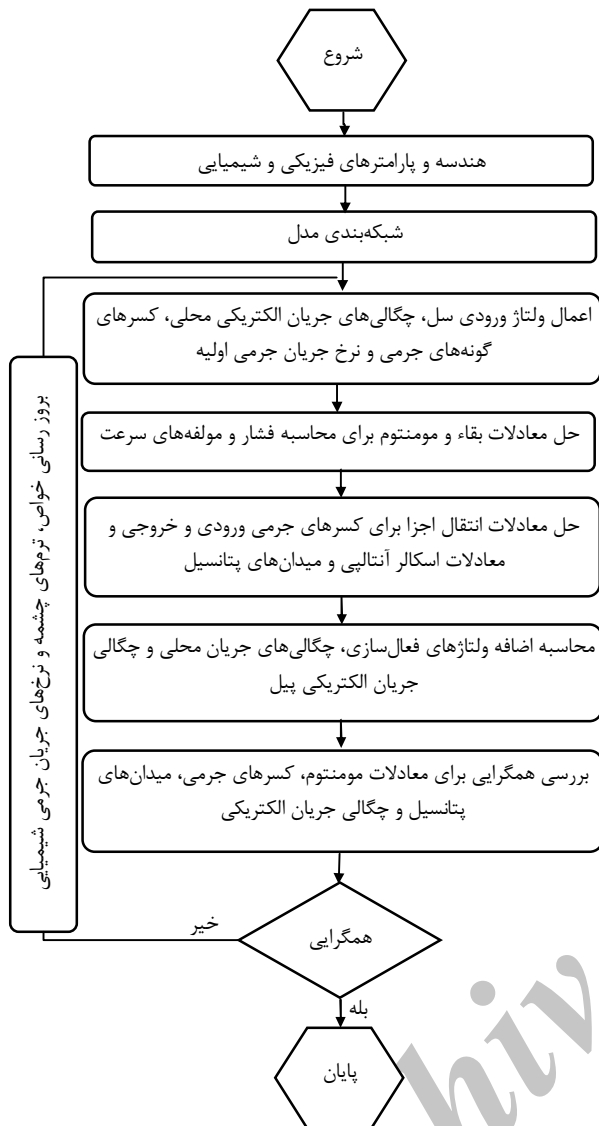 شروع
هندسه و پارامترهای فیزیکی و شیمیایی
شبکه‌بندی مدل
اعمال ولتاژ ورودی سل، چگالی‌های جریان الکتریکی محلی، کسرهای
گونه‌های جرمی و نرخ جریان جرمی اولیه
حل معادلات بقاء و مومنتوم برای محاسبه فشار و مولفه‌های سرعت
حل معادلات انتقال اجزا برای کسرهای جرمی ورودی و خروجی و
معادلات اسکالر آنتالپی و میدان‌های پتانسیل
محاسبه اضافه ولتاژهای فعال‌سازی، چگالی‌های جریان محلی و چگالی
جریان الکتریکی پیل
بررسی همگرایی برای معادلات مومنتوم، کسرهای جرمی، میدان‌های
پتانسیل و چگالی جریان الکتریکی
همگرایی
خیر
بروز رسانی خواص، ترم‌های چشمه و نرخ‌های جریان جرمی شیمیایی
بله
پایان
hiv